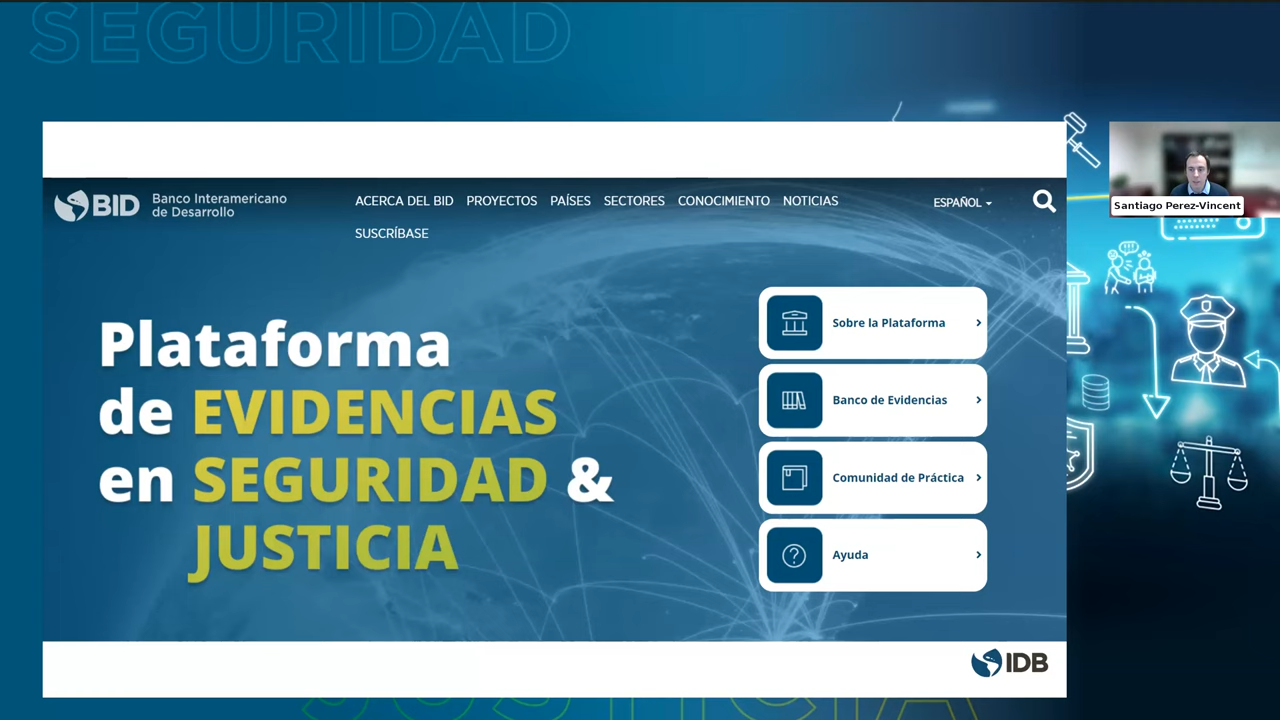 SEGURIDAD
BID
Banco Interamericano
de Desarrollo
ACERCA DEL BID PROYECTOS PAÍSES SECTORES CONOCIMIENTO NOTICIAS
SUSCRÍBASE
ESPAÑOL
Santiago Perez-Vincent
Plataforma
de EVIDENCIAS
en SEGURIDAD &
JUSTICIA
Sobre la Plataforma
Banco de Evidencias
Comunidad de Práctica
Ayuda
IDB
JUSTICIA